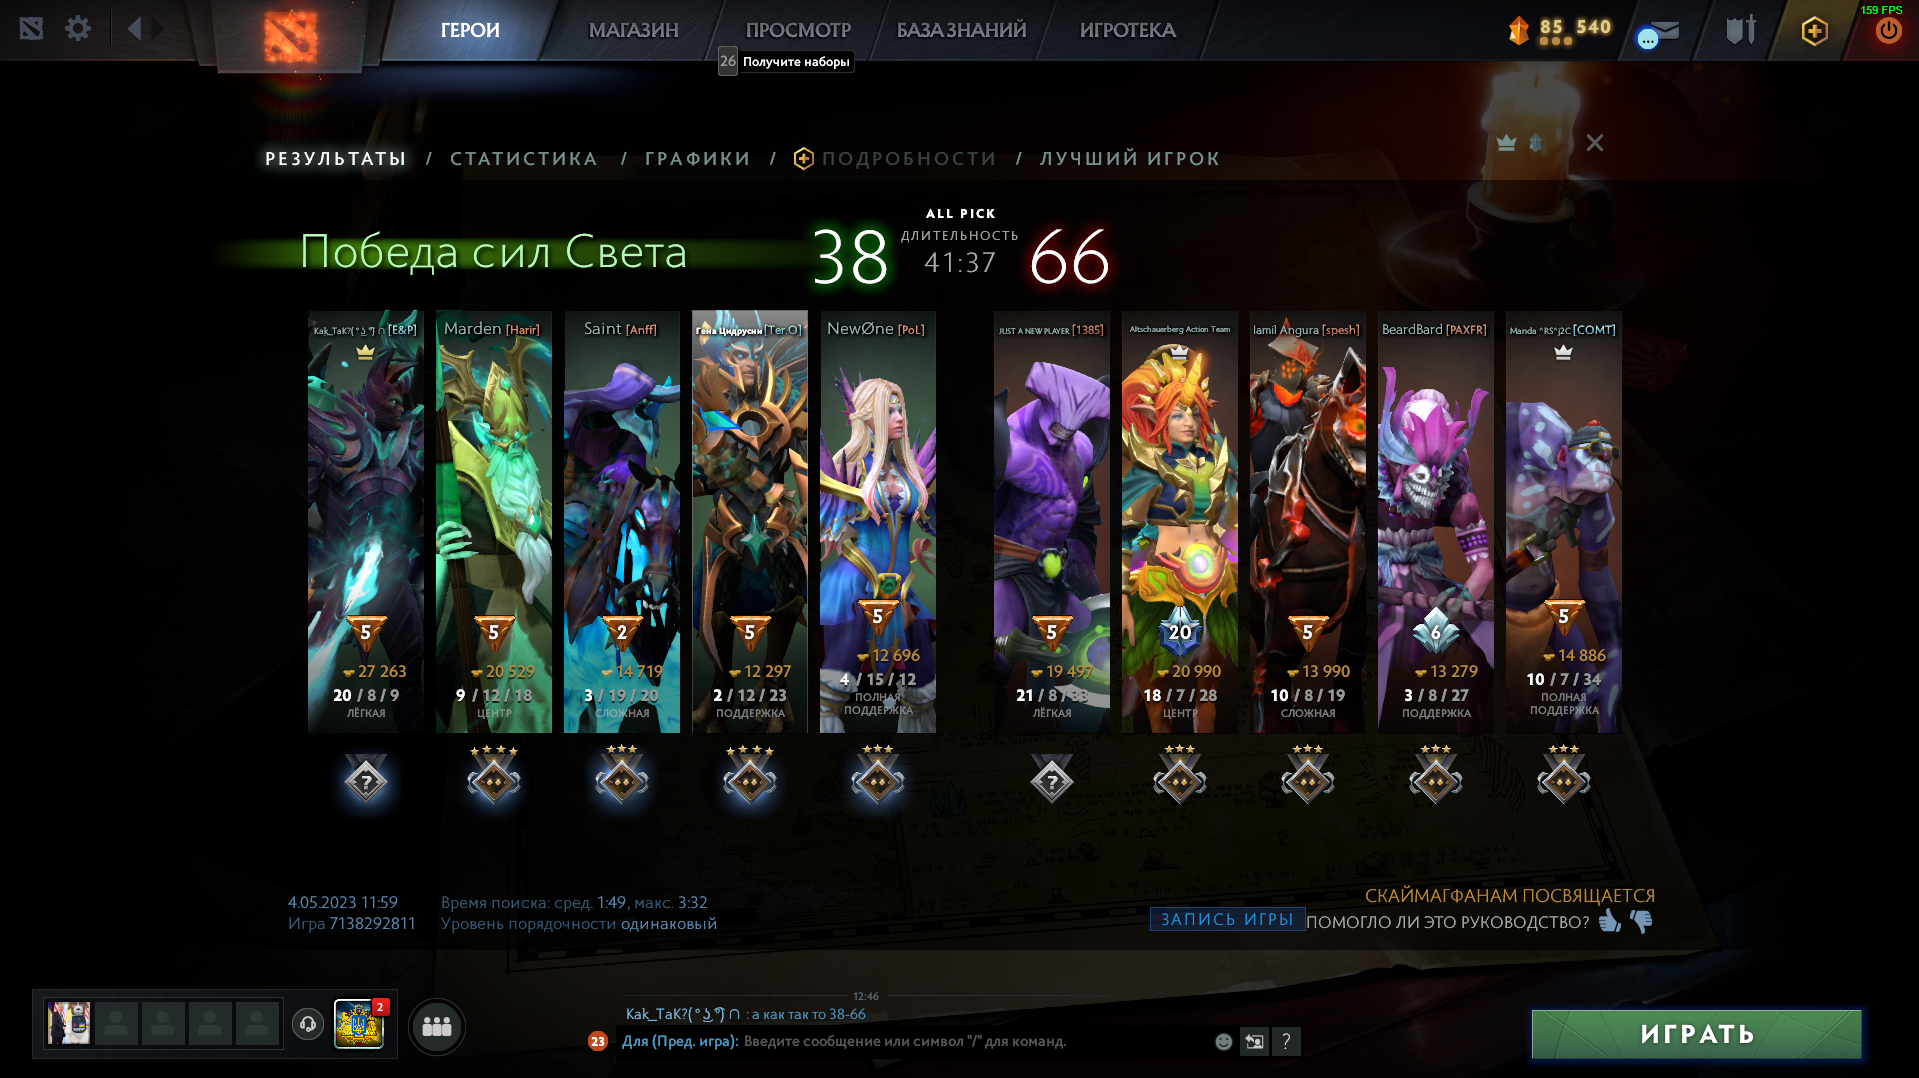 159 FPS
ГЕРОИ
МАГАЗИН
ПРОСМОТР
БАЗА ЗНАНИЙ
ИГРОТЕКА
85 540
26 Получите наборы
РЕЗУЛЬТАТЫ / СТАТИСТИКА / ГРАФИКИ / ПОДРОБНОСТИ / ЛУЧШИЙ ИГРОК
Победа сил Света
38
ALL PICK
ДЛИТЕЛЬНОСТЬ
41:37
66
Kak_TaK?( ° ʖ̯ °) ∩ [E&P]
5
27 263
20 / 8 / 9
ЛЁГКАЯ
Marden [Harir]
5
20 529
9 / 12 / 18
ЦЕНТР
Saint [Anff]
2
14 719
3 / 19 / 20
СЛОЖНАЯ
Гена Цидрусни [Ter.O]
5
12 297
2 / 12 / 23
ПОДДЕРЖКА
NewØne [PoL]
5
12 696
4 / 15 / 12
ПОЛНАЯ
ПОДДЕРЖКА
JUST A NEW PLAYER [1385]
5
19 497
21 / 8 / 33
ЛЁГКАЯ
Altschauerberg Action Team
20
20 990
18 / 7 / 28
ЦЕНТР
Iamil Angura [spesh]
5
13 990
10 / 8 / 19
СЛОЖНАЯ
BeardBard [PAXFR]
6
13 279
3 / 8 / 27
ПОДДЕРЖКА
Manda ^RS^J2C [COMT]
5
14 886
10 / 7 / 34
ПОЛНАЯ
ПОДДЕРЖКА
4.05.2023 11:59
Игра 7138292811
Время поиска: сред. 1:49, макс. 3:32
Уровень порядочности одинаковый
СКАЙМАГФАНАМ ПОСВЯЩАЕТСЯ
ЗАПИСЬ ИГРЫ
ПОМОГЛО ЛИ ЭТО РУКОВОДСТВО?
2
12:46
Kak_TaK?( ° ʖ̯ °) ∩ : а как так то 38-66
23
Для (Пред. игра): Введите сообщение или символ "/" для команд.
?
ИГРАТЬ